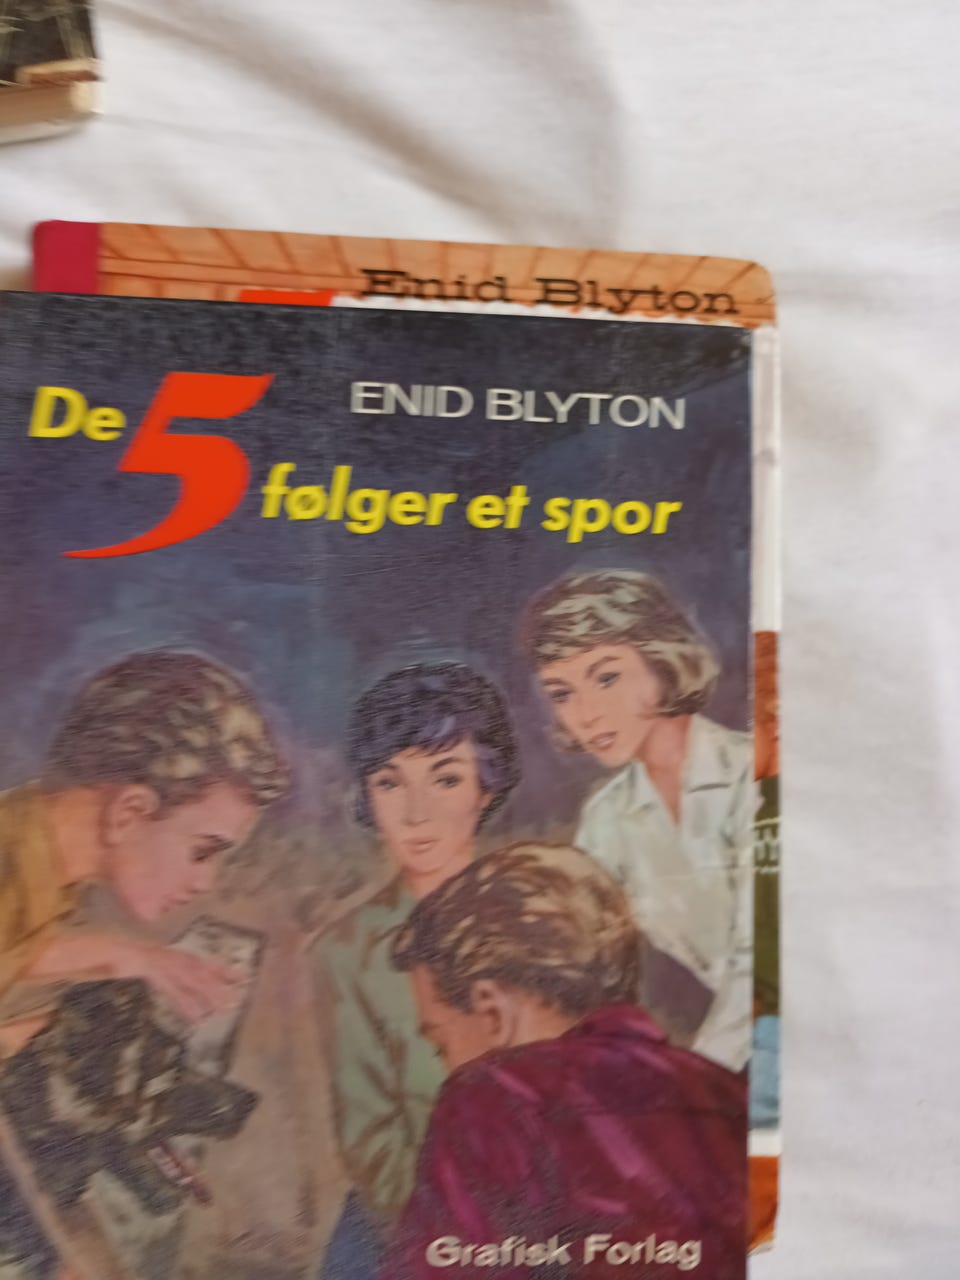 Enid Blyton
ENID BLYTON
De 5 følger et spor
Grafisk Forlag